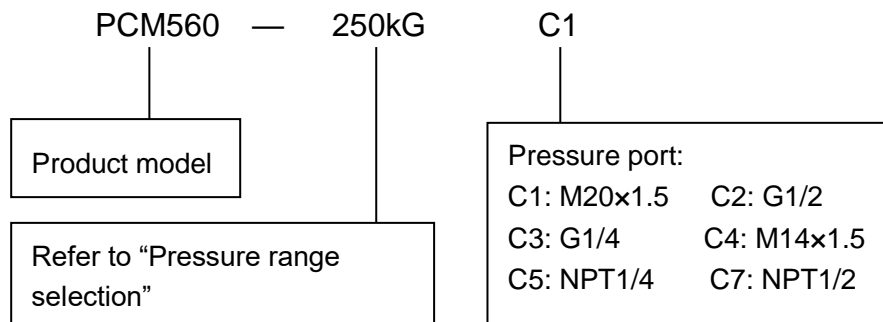 PCM560 — 250kG C1
Product model
Refer to “Pressure range
selection”
Pressure port:
C1: M20×1.5 C2: G1/2
C3: G1/4 C4: M14×1.5
C5: NPT1/4 C7: NPT1/2